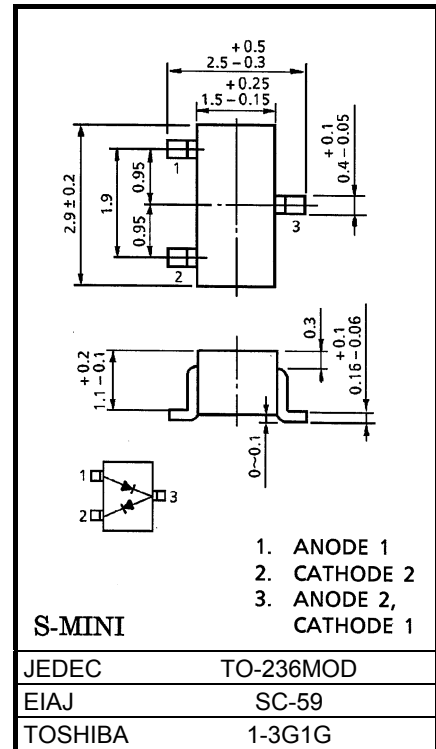 +0.5
2.5 – 0.3
+0.25
1.5 – 0.15
+0.1
0.4 – 0.05
2.9 ± 0.2
1.9
0.95
0.95
1
2
3
+0.2
1.1 – 0.1
0.3
+0.1
0.16 – 0.06
0~0.1
1
2
3
1. ANODE 1
2. CATHODE 2
3. ANODE 2,
CATHODE 1
S-MINI
JEDEC TO-236MOD
EIAJ SC-59
TOSHIBA 1-3G1G